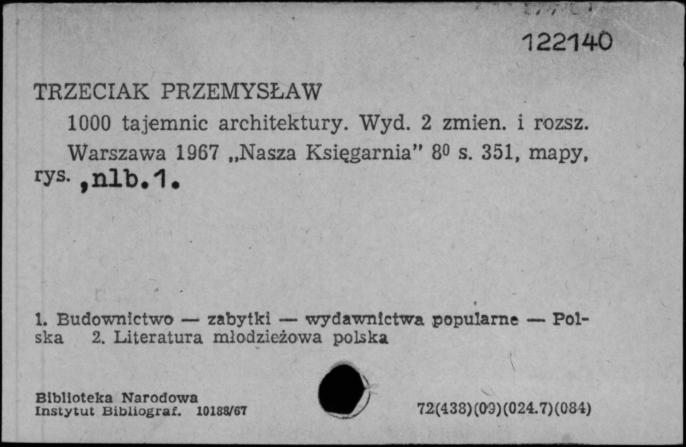 122140
TRZECIAK PRZEMYSŁAW
1000 tajemnic architektury. Wyd. 2 zmien. i rozsz.
Warszawa 1967 „Nasza Księgarnia” 8⁰ s. 351, mapy,
rys. ,nlb.1.
1. Budownictwo — zabytki — wydawnictwa popularne — Pol-
ska 2. Literatura młodzieżowa polska
Biblioteka Narodowa
Instytut Bibliograf. 10188/67
72(438)(09)(024.7)(084)